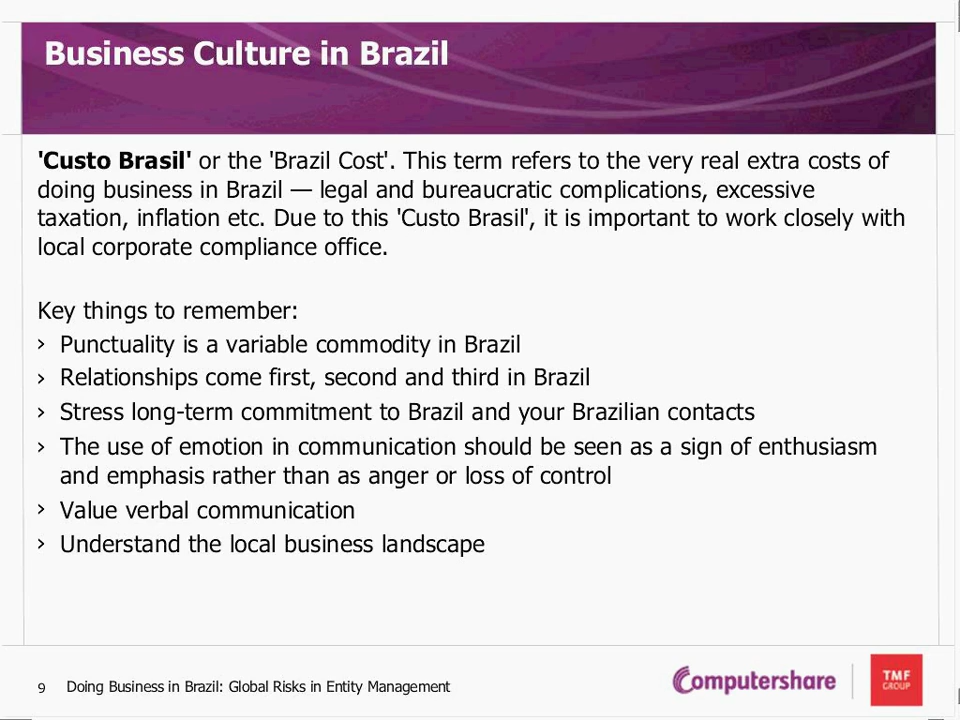 Business Culture in Brazil
'Custo Brasil' or the 'Brazil Cost'. This term refers to the very real extra costs of
doing business in Brazil — legal and bureaucratic complications, excessive
taxation, inflation etc. Due to this 'Custo Brasil', it is important to work closely with
local corporate compliance office.
Key things to remember:
› Punctuality is a variable commodity in Brazil
› Relationships come first, second and third in Brazil
› Stress long-term commitment to Brazil and your Brazilian contacts
› The use of emotion in communication should be seen as a sign of enthusiasm
and emphasis rather than as anger or loss of control
› Value verbal communication
› Understand the local business landscape
9 Doing Business in Brazil: Global Risks in Entity Management
Computershare
TMF
GROUP